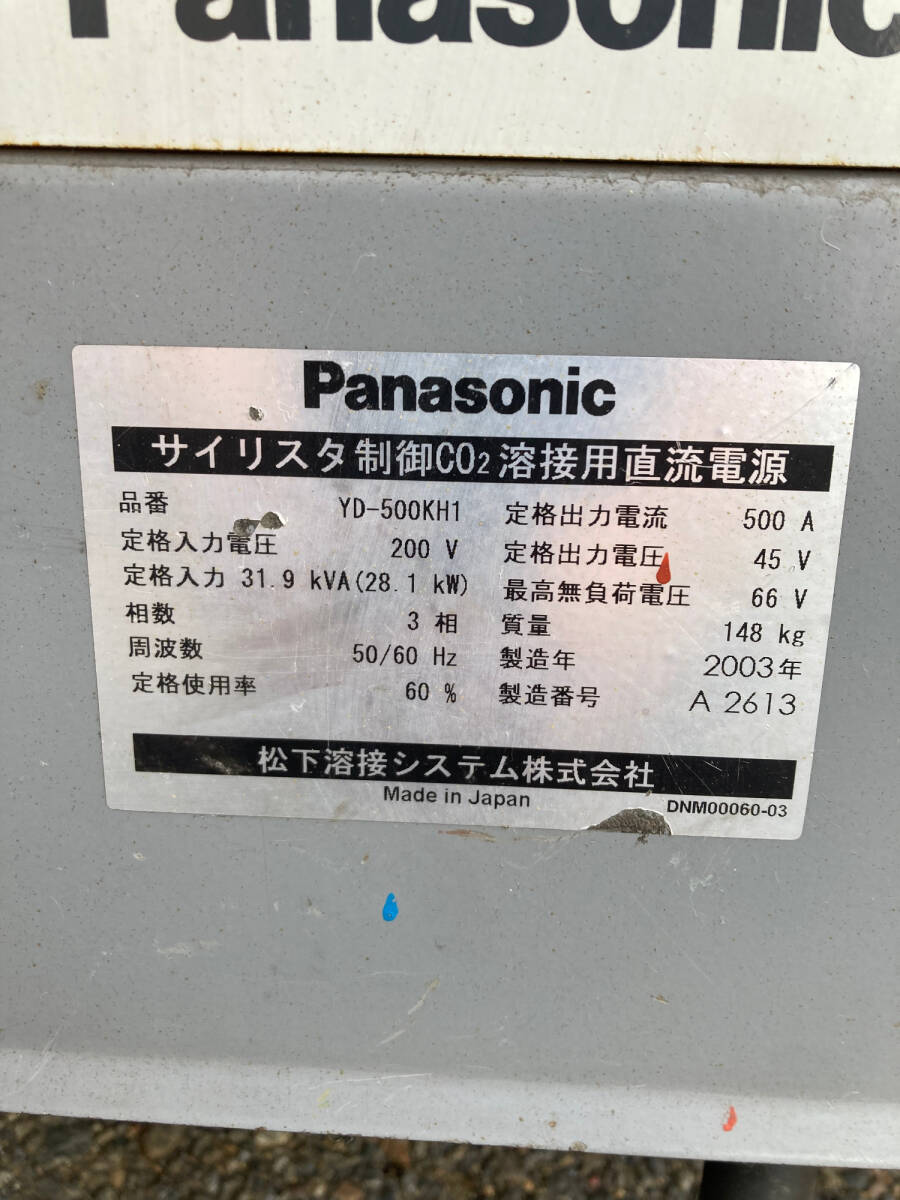 Panasonic
Panasonic
サイリスタ制御CO2溶接用直流電源
品番 YD-500KH1
定格入力電圧 200 V
定格入力 31.9 kVA(28.1 kW)
相数 3 相
周波数 50/60 Hz
定格使用率 60 %
定格出力電流 500 A
定格出力電圧 45 V
最高無負荷電圧 66 V
質量 148 kg
製造年 2003年
製造番号 A 2613
松下溶接システム株式会社
Made in Japan
DNM00060-03